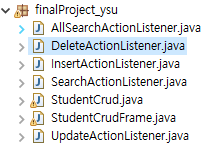 finalProject_ysu
AllSearchActionListener.java
DeleteActionListener.java
InsertActionListener.java
SearchActionListener.java
StudentCrud.java
StudentCrudFrame.java
UpdateActionListener.java